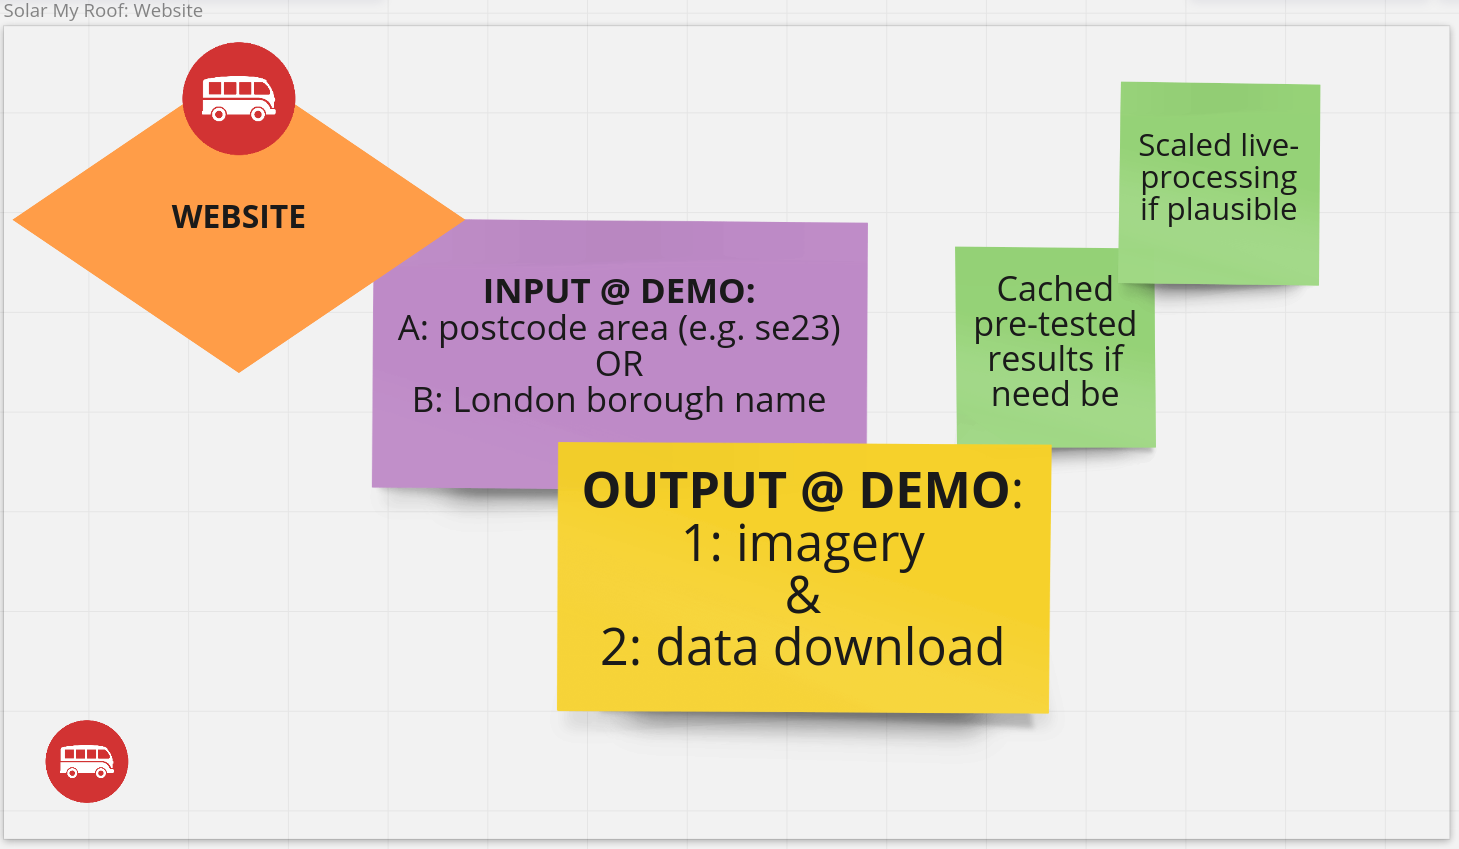 Solar My Roof: Website
WEBSITE
INPUT @ DEMO:
A: postcode area (e.g. se23)
OR
B: London borough name
OUTPUT @ DEMO:
1: imagery
&
2: data download
Cached
pre-tested
results if
need be
Scaled live-
processing
if plausible